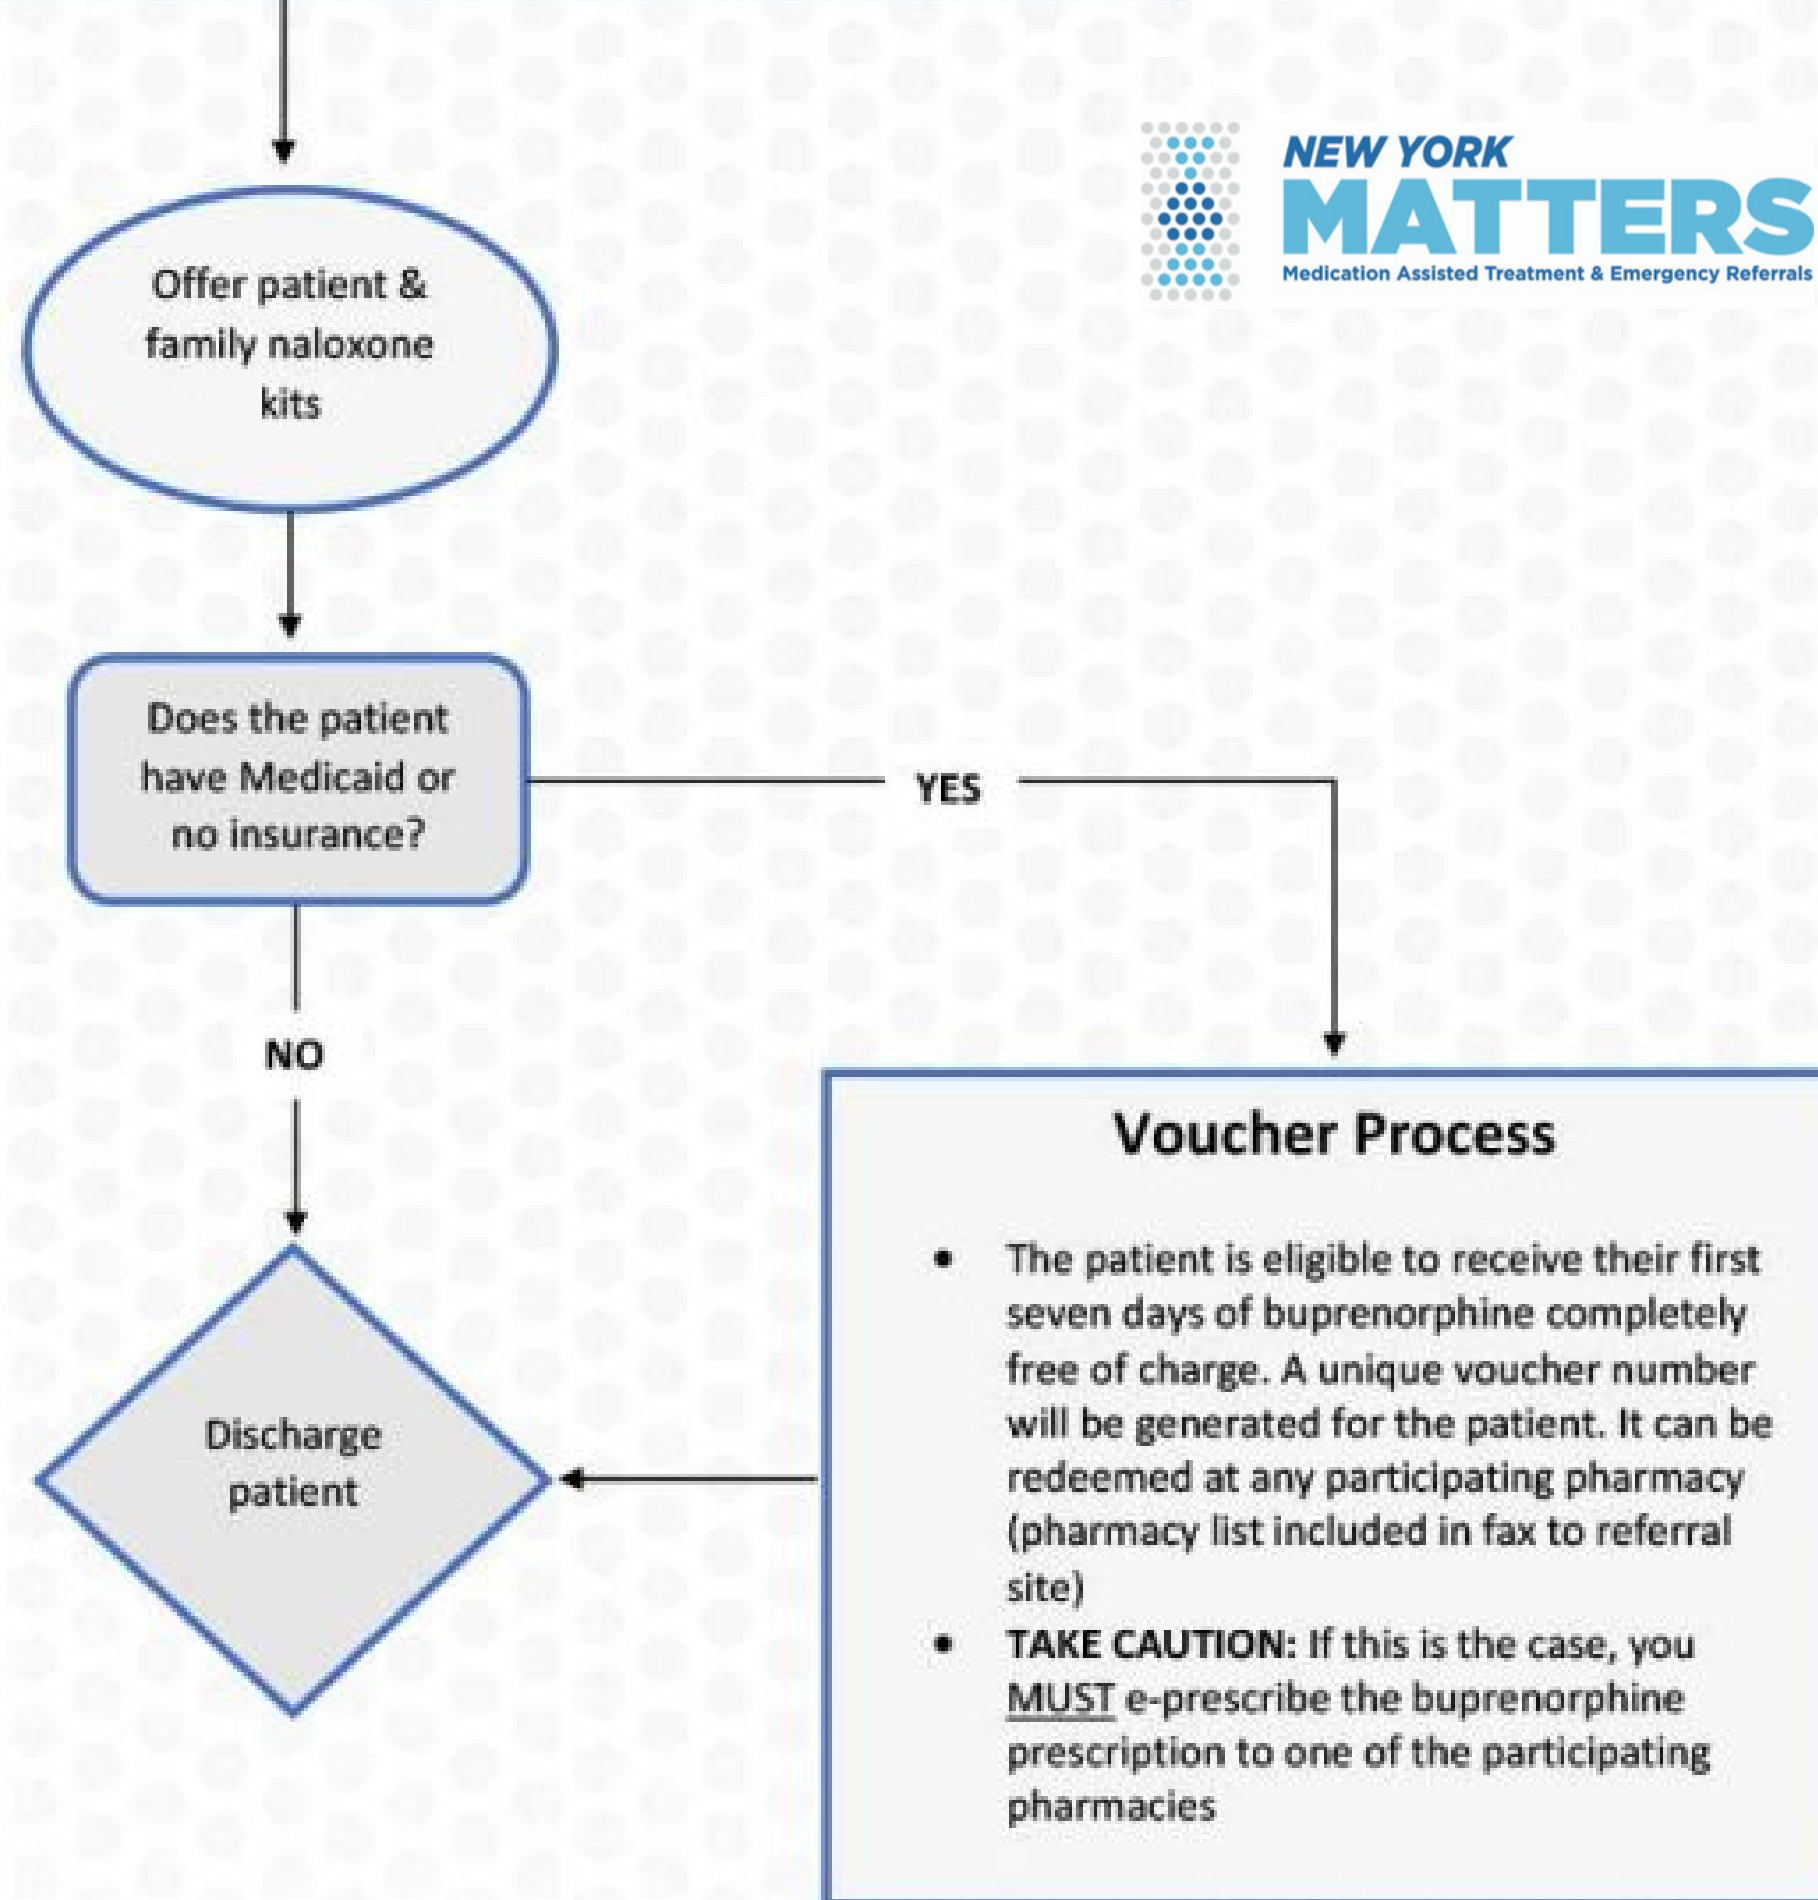 NEW YORK
MATTERS
Medication Assisted Treatment & Emergency Referrals
Offer patient &
family naloxone
kits
Does the patient
have Medicaid or
no insurance?
YES
NO
Discharge
patient
Voucher Process
• The patient is eligible to receive their first
seven days of buprenorphine completely
free of charge. A unique voucher number
will be generated for the patient. It can be
redeemed at any participating pharmacy
(pharmacy list included in fax to referral
site)
• TAKE CAUTION: If this is the case, you
MUST e-prescribe the buprenorphine
prescription to one of the participating
pharmacies